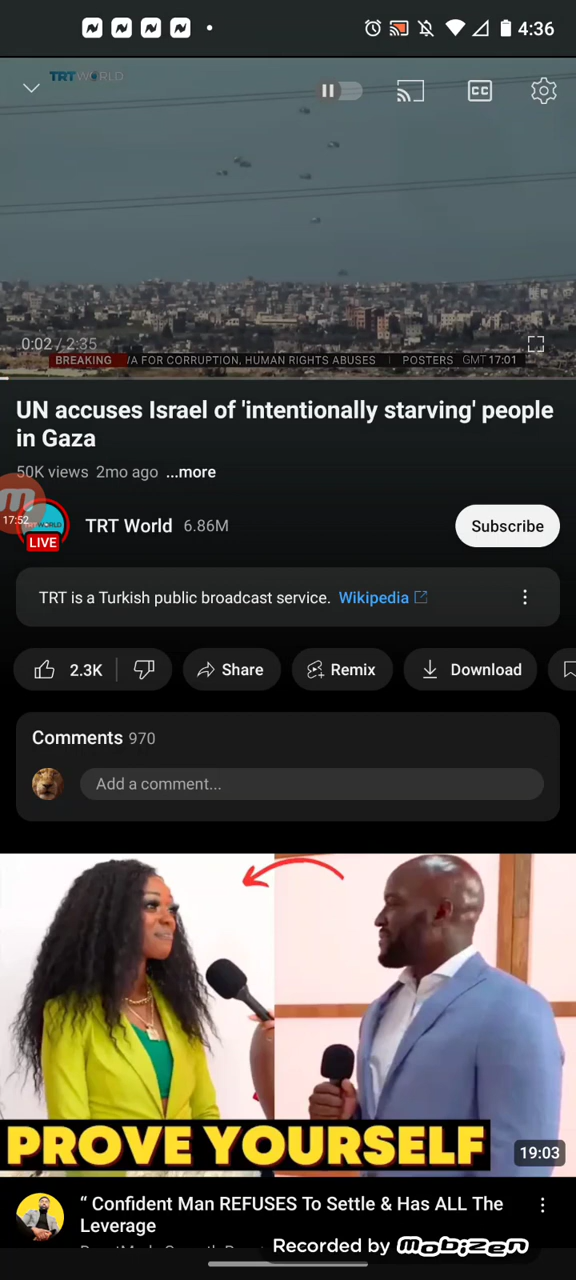 4:36
TRT WORLD
CC
0:02 / 2:35
BREAKING /A FOR CORRUPTION, HUMAN RIGHTS ABUSES | POSTERS GMT 17:01
UN accuses Israel of 'intentionally starving' people
in Gaza
50K views 2mo ago ...more
17:52
TRT WORLD
LIVE
TRT World 6.86M
Subscribe
TRT is a Turkish public broadcast service. Wikipedia
2.3K
Share
Remix
Download
Comments 970
Add a comment...
PROVE YOURSELF
19:03
“ Confident Man REFUSES To Settle & Has ALL The
Leverage
Recorded by mobizen